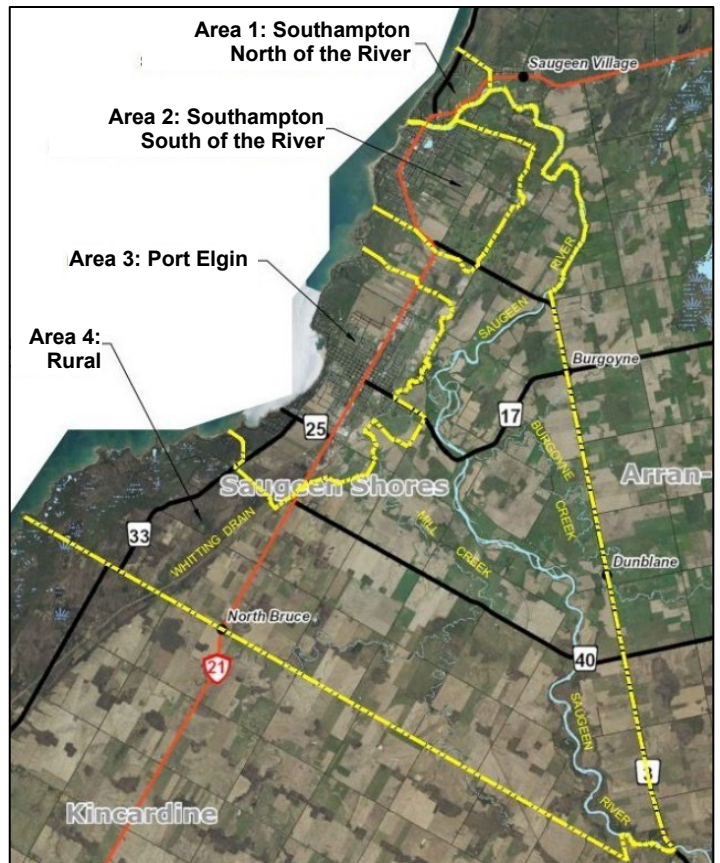 Area 1: Southampton
North of the River
Saugeen Village
Area 2: Southampton
South of the River
Area 3: Port Elgin
RIVER
SAUGEEN
Area 4:
Rural
Burgoyne
17
25
BURGOYNE
CREEK
Arran-
Saugeen Shores
33
WHITTING DRAIN
MILL
CREEK
Dunblane
North Bruce
21
40
SAUGEEN
RIVER
3
Kincardine